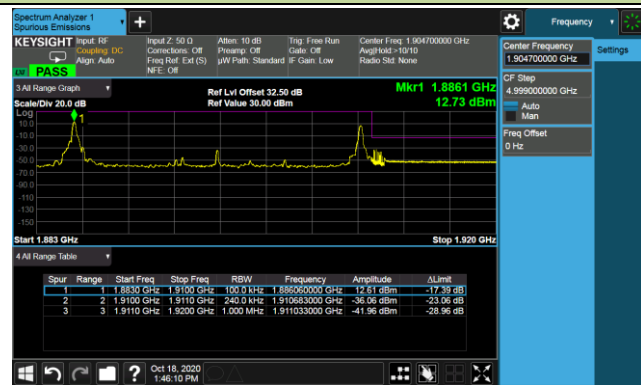 Spectrum Analyzer 1
Spurious Emissions
Frequency
KEYSIGHT Input: RF Input Z: 50 Ω Atten: 10 dB Trig: Free Run Center Freq: 1.904700000 GHz
Coupling: DC Corrections: Off Preamp: Off Gate: Off Avg|Hold:>10/10
Align: Auto Freq Ref: Ext (S) µW Path: Standard IF Gain: Low Radio Std: None
NFE: Off
PASS
Center Frequency
1.904700000 GHz
Settings
CF Step
4.999000000 GHz
Auto
Man
Freq Offset
0 Hz
3 All Range Graph
Ref Lvl Offset 32.50 dB
Mkr1 1.8861 GHz
Scale/Div 20.0 dB
Ref Value 30.00 dBm
12.73 dBm
Log
1
10.0
-10.0
-30.0
-50.0
-70.0
-90.0
-110
-130
-150
Start 1.883 GHz
Stop 1.920 GHz
4 All Range Table
Spur Range Start Freq Stop Freq RBW Frequency Amplitude ΔLimit
1 1 1.8830 GHz 1.9100 GHz 100.0 kHz 1.886060000 GHz 12.61 dBm -17.39 dB
2 2 1.9100 GHz 1.9110 GHz 240.0 kHz 1.910683000 GHz -36.06 dBm -23.06 dB
3 3 1.9110 GHz 1.9200 GHz 1.000 MHz 1.911033000 GHz -41.96 dBm -28.96 dB
Oct 18, 2020
1:46:10 PM